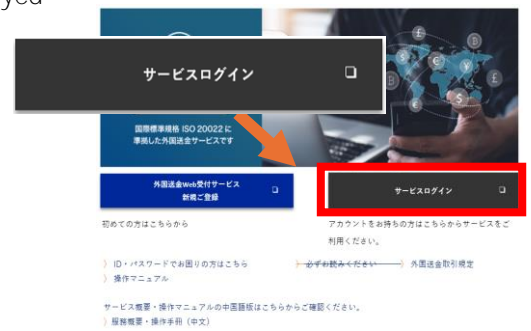 yed
サービスログイン
国際標準規格 ISO 20022 に
準拠した外国送金サービスです
外国送金Web受付サービス
新規ご登録
サービスログイン
初めての方はこちらから
アカウントをお持ちの方はこちらからサービスをご
利用ください。
ID・パスワードでお困りの方はこちら
必ずお読みください
外国送金取引規定
操作マニュアル
サービス概要・操作マニュアルの中国語版はこちらからご確認ください。
服務概要・操作手冊（中文）